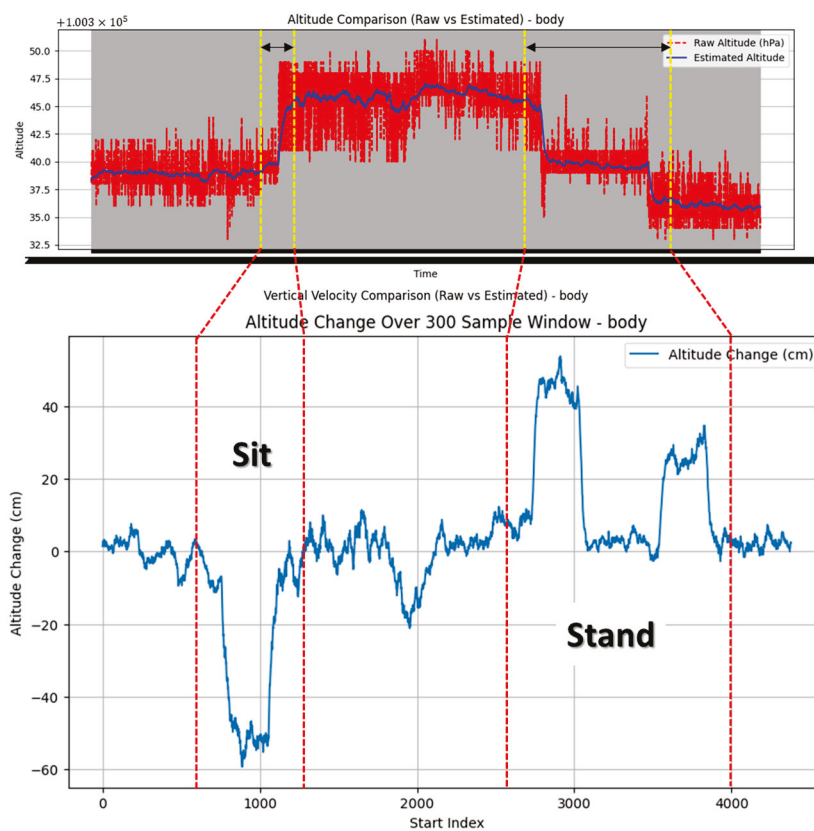 Altitude Comparison (Raw vs Estimated) - body
+1.003 × 10⁵
Raw Altitude (hPa)
Estimated Altitude
50.0
47.5
45.0
42.5
40.0
37.5
35.0
32.5
Altitude
Time
Vertical Velocity Comparison (Raw vs Estimated) - body
Altitude Change Over 300 Sample Window - body
Altitude Change (cm)
Sit
Stand
40
20
0
−20
−40
−60
Altitude Change (cm)
0 1000 2000 3000 4000
Start Index